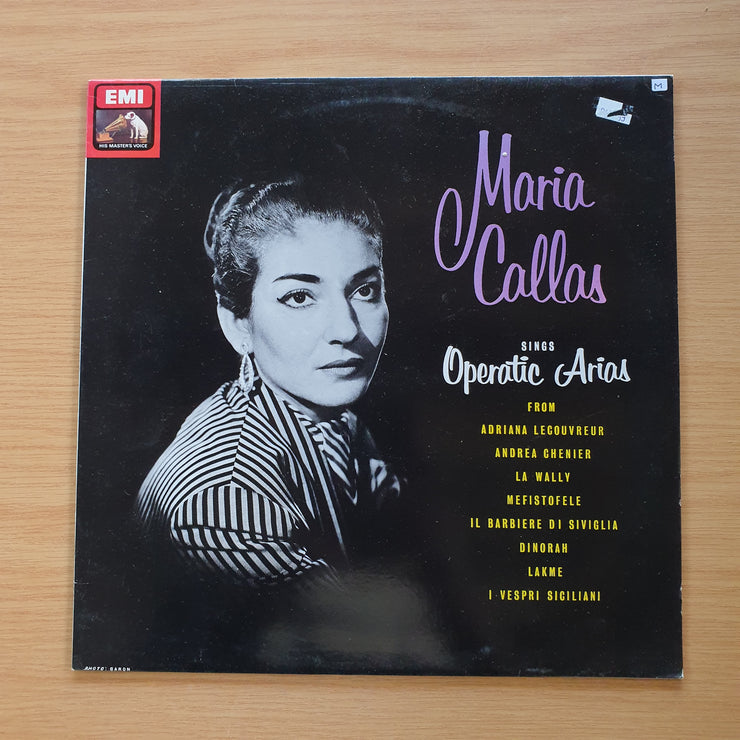 EMI
HIS MASTER'S VOICE
M
Maria
Callas
SINGS
Operatic Arias
FROM
ADRIANA LECOUVREUR
ANDREA CHENIER
LA WALLY
MEFISTOFELE
IL BARBIERE DI SIVIGLIA
DINORAH
LAKME
I VESPRI SICILIANI
PHOTO: BARON